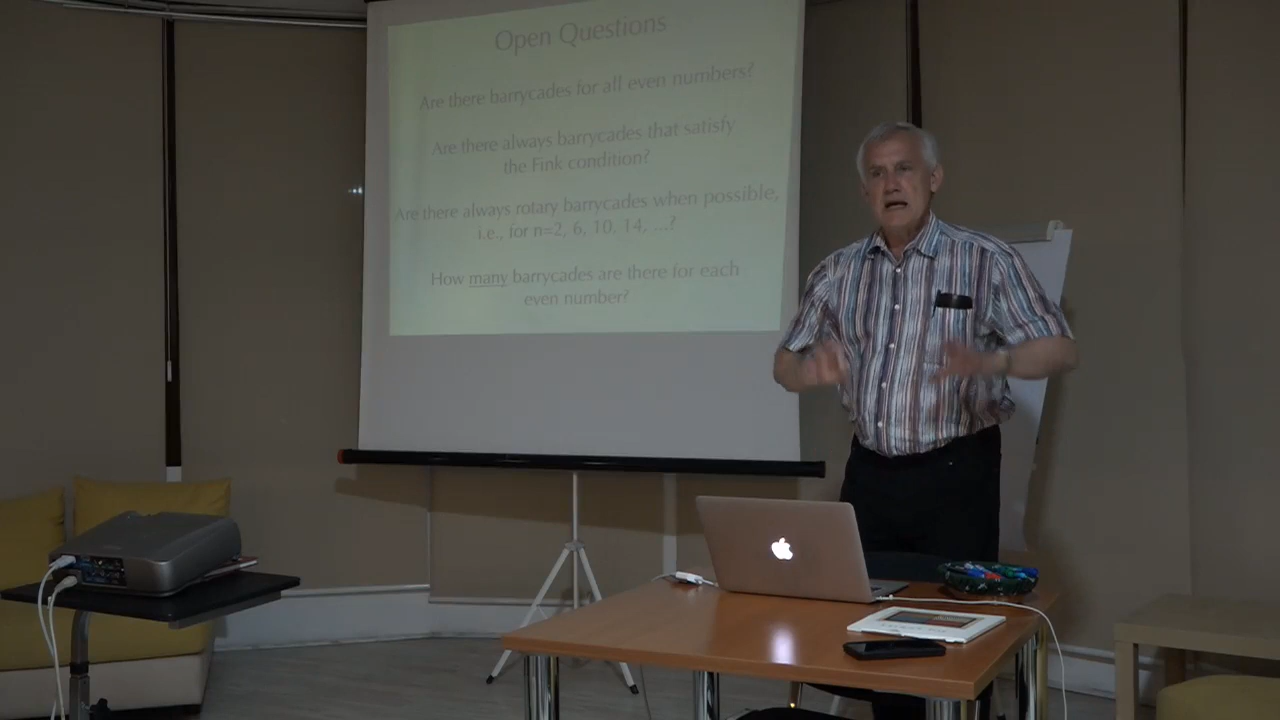 Open Questions
Are there barrycades for all even numbers?
Are there always barrycades that satisfy
the Fink condition?
Are there always rotary barrycades when possible,
i.e., for n=2, 6, 10, 14, ...?
How many barrycades are there for each
even number?